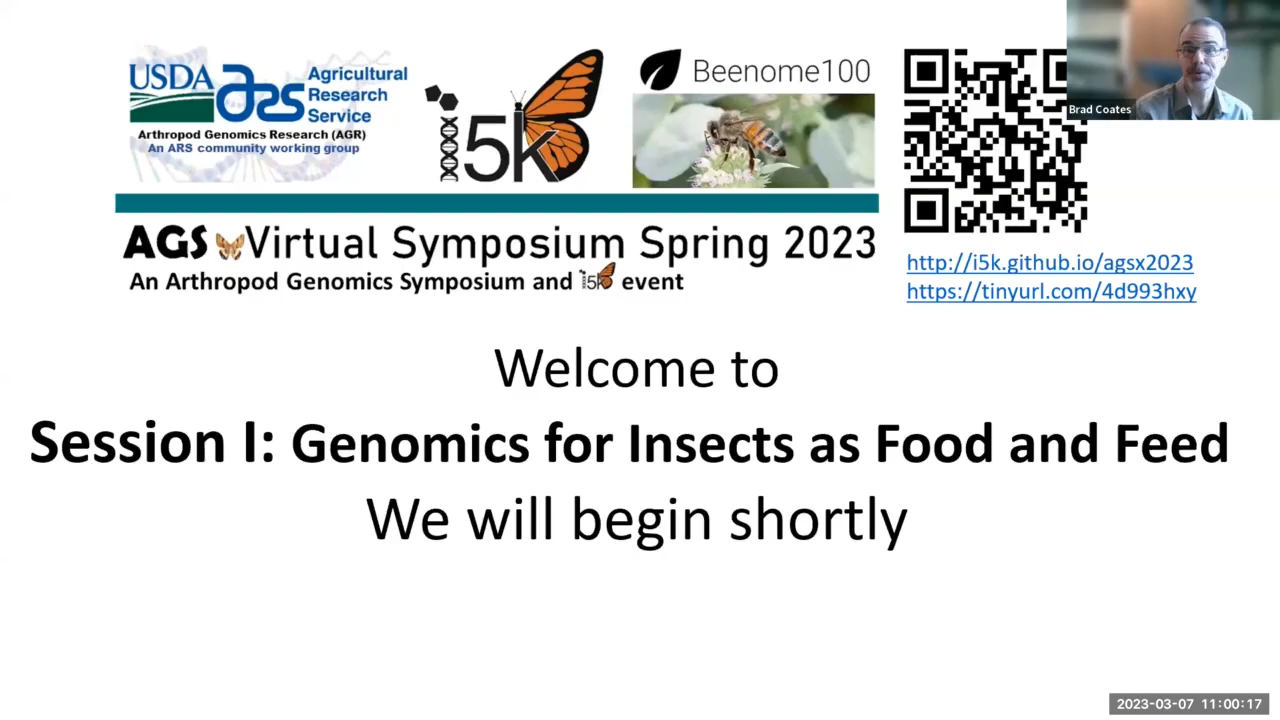 USDA ars Agricultural
Research
Service
Arthropod Genomics Research (AGR)
An ARS community working group
i5k
Beenome100
Brad Coates
AGS Virtual Symposium Spring 2023
An Arthropod Genomics Symposium and i5k event
http://i5k.github.io/agsx2023
https://tinyurl.com/4d993hxy
Welcome to
Session I: Genomics for Insects as Food and Feed
We will begin shortly
2023-03-07 11:00:17